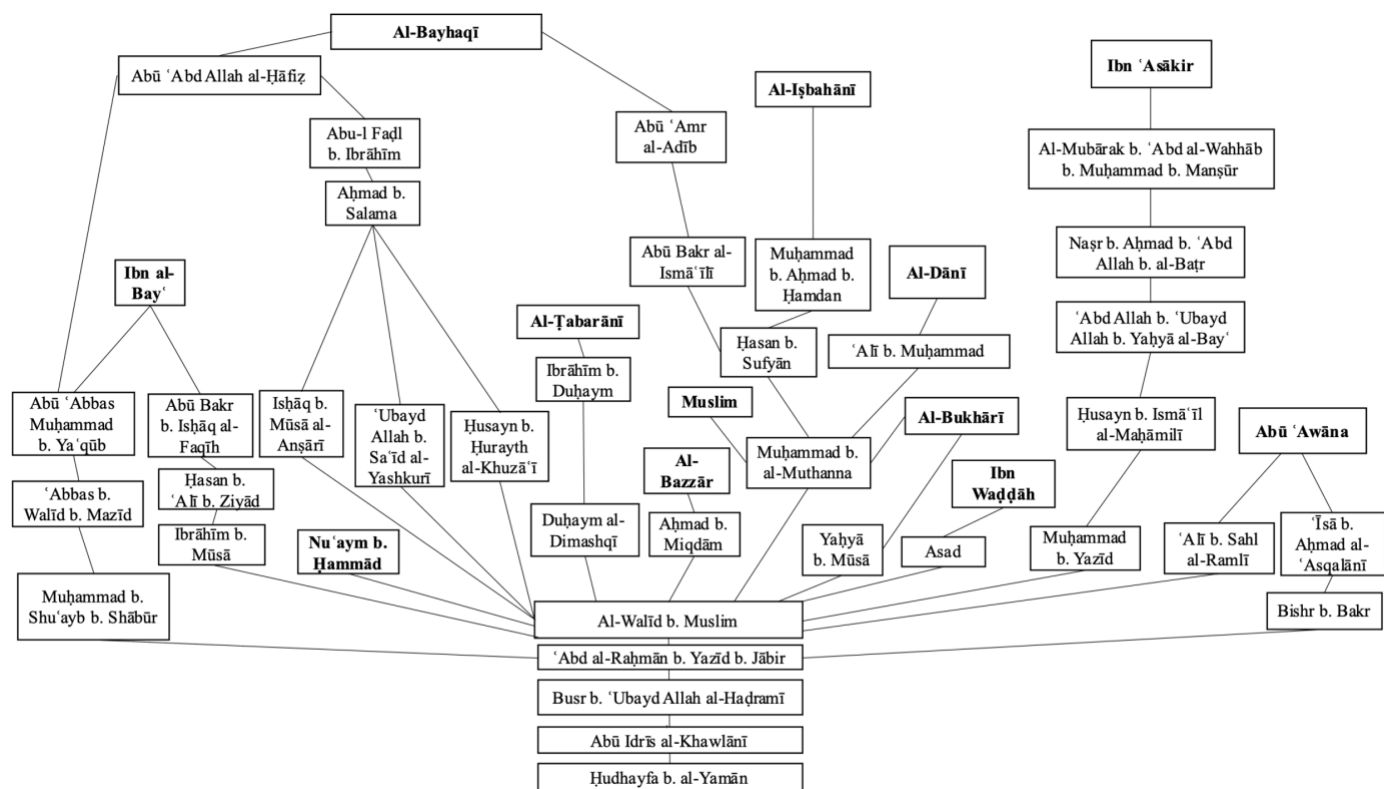 Al-Bayhaqī
Abū ʿAbd Allah al-Ḥāfiẓ
Ibn ʿAsākir
Al-Iṣbahānī
Abu-l Faḍl
b. Ibrāhīm
Abū ʿAmr
al-Adīb
Al-Mubārak b. ʿAbd al-Wahhāb
b. Muḥammad b. Manṣūr
Aḥmad b.
Salama
Abū Bakr al-
Ismāʿīlī
Muḥammad
b. Aḥmad b.
Ḥamdan
Naṣr b. Aḥmad b. ʿAbd
Allah b. al-Baṭr
Ibn al-
Bayʿ
Al-Dānī
Al-Ṭabarānī
ʿAbd Allah b. ʿUbayd
Allah b. Yaḥyā al-Bayʿ
Ḥasan b.
Sufyān
ʿAlī b. Muḥammad
Ibrāhīm b.
Duḥaym
Abū ʿAbbas
Muḥammad
b. Yaʿqūb
Abū Bakr
b. Isḥāq al-
Faqīh
Isḥāq b.
Mūsā al-
Anṣārī
ʿUbayd
Allah b.
Saʿīd al-
Yashkurī
Ḥusayn b.
Ḥurayth
al-Khuzāʿī
Muslim
Al-Bukhārī
Ḥusayn b. Ismāʿīl
al-Maḥāmilī
Abū ʿAwāna
Al-
Bazzār
Muḥammad b.
al-Muthanna
Ibn
Waḍḍāḥ
ʿAbbas b.
Walīd b. Mazīd
Ḥasan b.
ʿAlī b. Ziyād
Ibrāhīm b.
Mūsā
Nuʿaym b.
Ḥammād
Duḥaym al-
Dimashqī
Aḥmad b.
Miqdām
Yaḥyā
b. Mūsā
Asad
Muḥammad
b. Yazīd
ʿAlī b. Sahl
al-Ramlī
ʿĪsā b.
Aḥmad al-
ʿAsqalānī
Muḥammad b.
Shuʿayb b. Shābūr
Al-Walīd b. Muslim
Bishr b. Bakr
ʿAbd al-Raḥmān b. Yazīd b. Jābir
Busr b. ʿUbayd Allah al-Haḍramī
Abū Idrīs al-Khawlānī
Ḥudhayfa b. al-Yamān